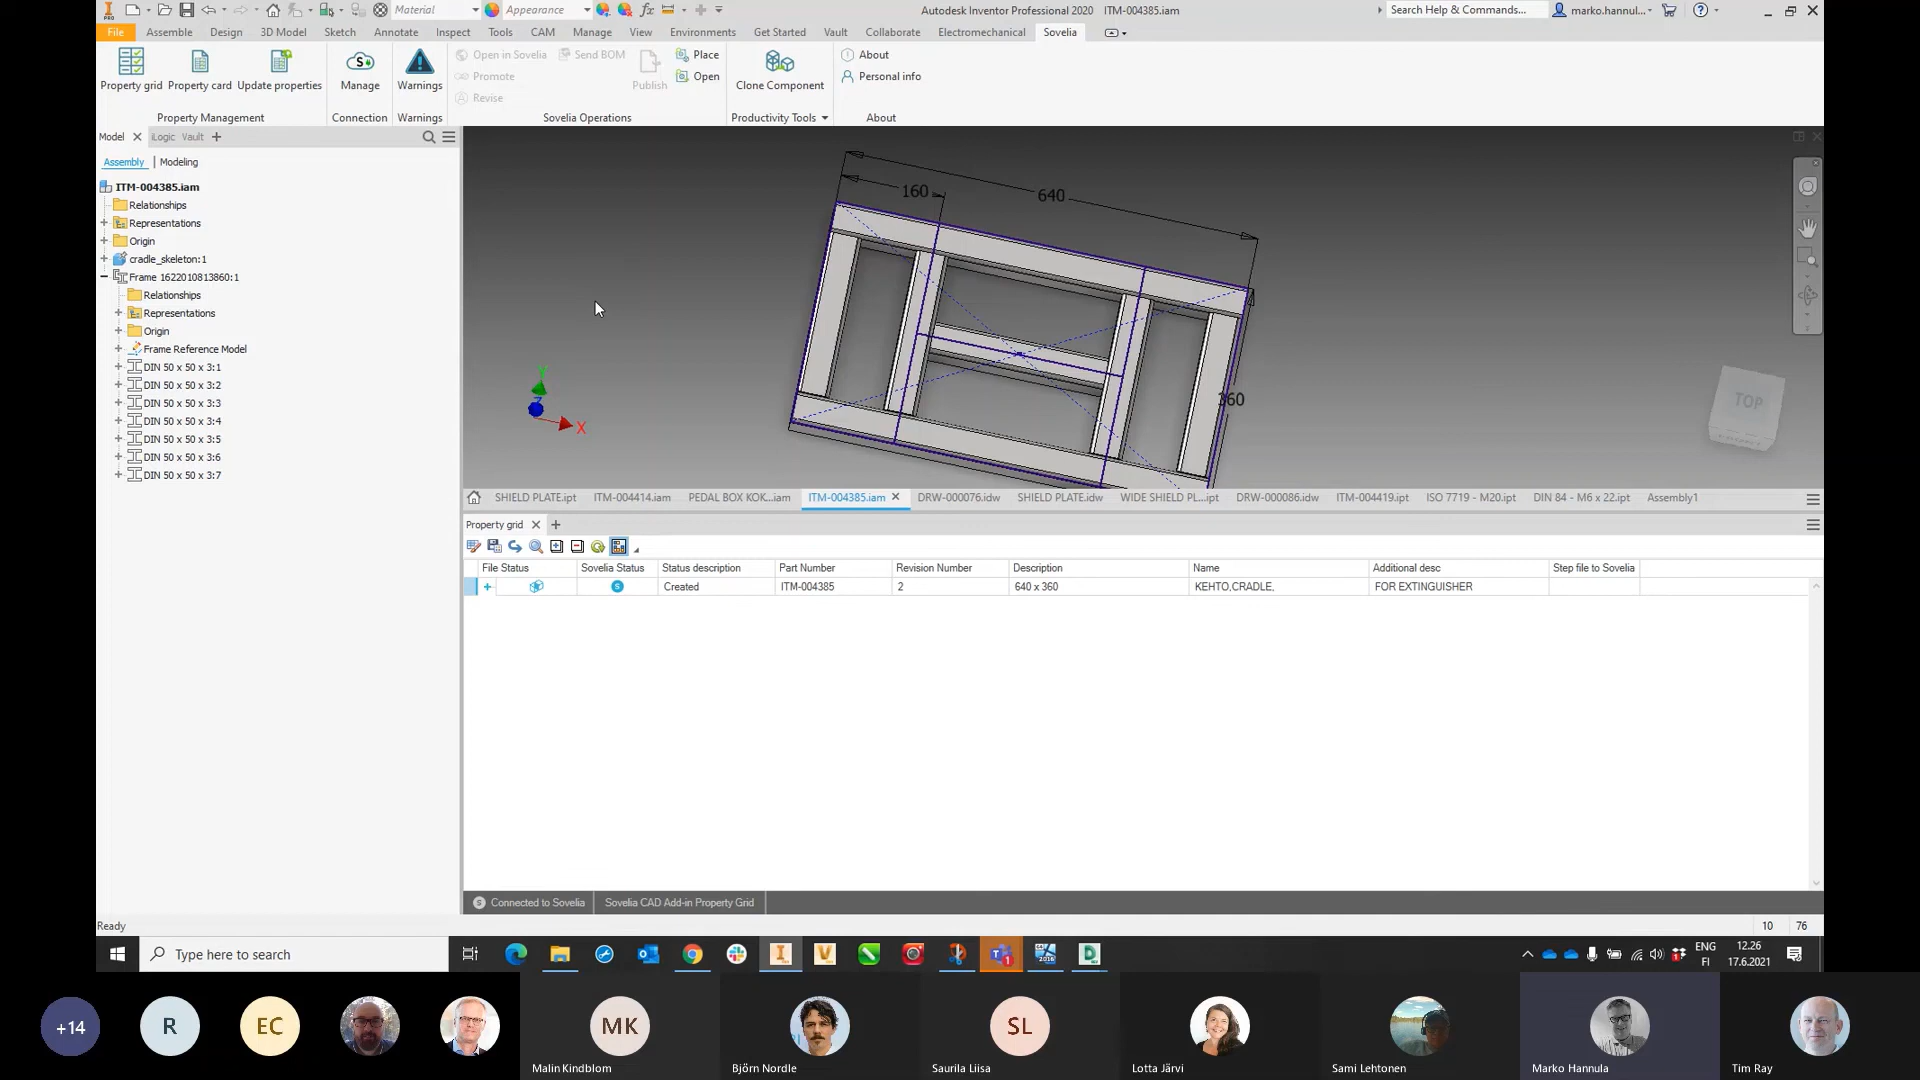 I PRO Material Appearance fx Autodesk Inventor Professional 2020 ITM-004385.iam Search Help & Commands... marko.hannul...
File Assemble Design 3D Model Sketch Annotate Inspect Tools CAM Manage View Environments Get Started Vault Collaborate Electromechanical Sovelia
Property grid Property card Update properties Manage Warnings Open in Sovelia Send BOM Promote Revise Publish Place Open Clone Component About Personal info
Property Management Connection Warnings Sovelia Operations Productivity Tools About
Model iLogic Vault
Assembly Modeling
ITM-004385.iam
Relationships
Representations
Origin
cradle_skeleton:1
Frame 1622010813860:1
Relationships
Representations
Origin
Frame Reference Model
DIN 50 x 50 x 3:1
DIN 50 x 50 x 3:2
DIN 50 x 50 x 3:3
DIN 50 x 50 x 3:4
DIN 50 x 50 x 3:5
DIN 50 x 50 x 3:6
DIN 50 x 50 x 3:7
160
640
360
Y
Z
X
TOP
SHIELD PLATE.ipt ITM-004414.iam PEDAL BOX KOK...iam ITM-004385.iam DRW-000076.idw SHIELD PLATE.idw WIDE SHIELD PL...ipt DRW-000086.idw ITM-004419.ipt ISO 7719 - M20.ipt DIN 84 - M6 x 22.ipt Assembly1
Property grid
File Status Sovelia Status Status description Part Number Revision Number Description Name Additional desc Step file to Sovelia
S Created ITM-004385 2 640 x 360 KEHTO,CRADLE, FOR EXTINGUISHER
Connected to Sovelia Sovelia CAD Add-in Property Grid
Ready 10 76
Type here to search ENG FI 12.26 17.6.2021
+14 R EC MK SL
Malin Kindblom Björn Nordle Saurila Liisa Lotta Järvi Sami Lehtonen Marko Hannula Tim Ray